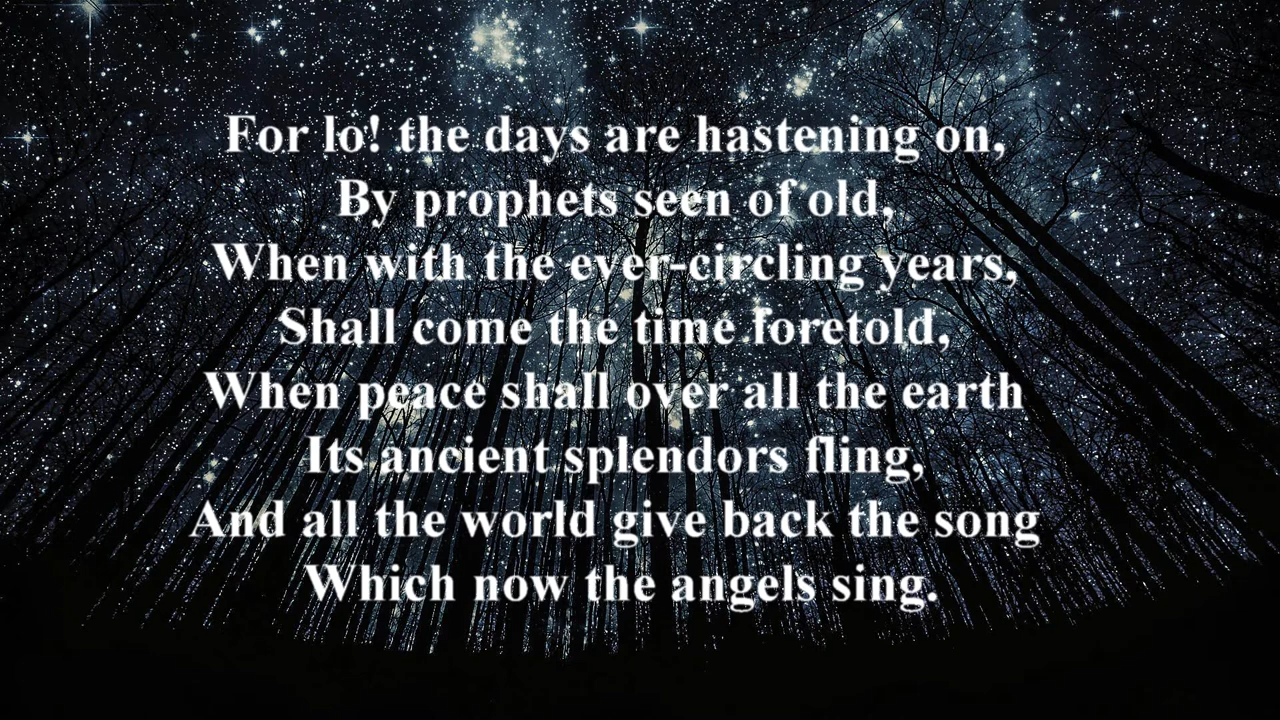 For lo! the days are hastening on,
By prophets seen of old,
When with the ever-circling years,
Shall come the time foretold,
When peace shall over all the earth
Its ancient splendors fling,
And all the world give back the song
Which now the angels sing.